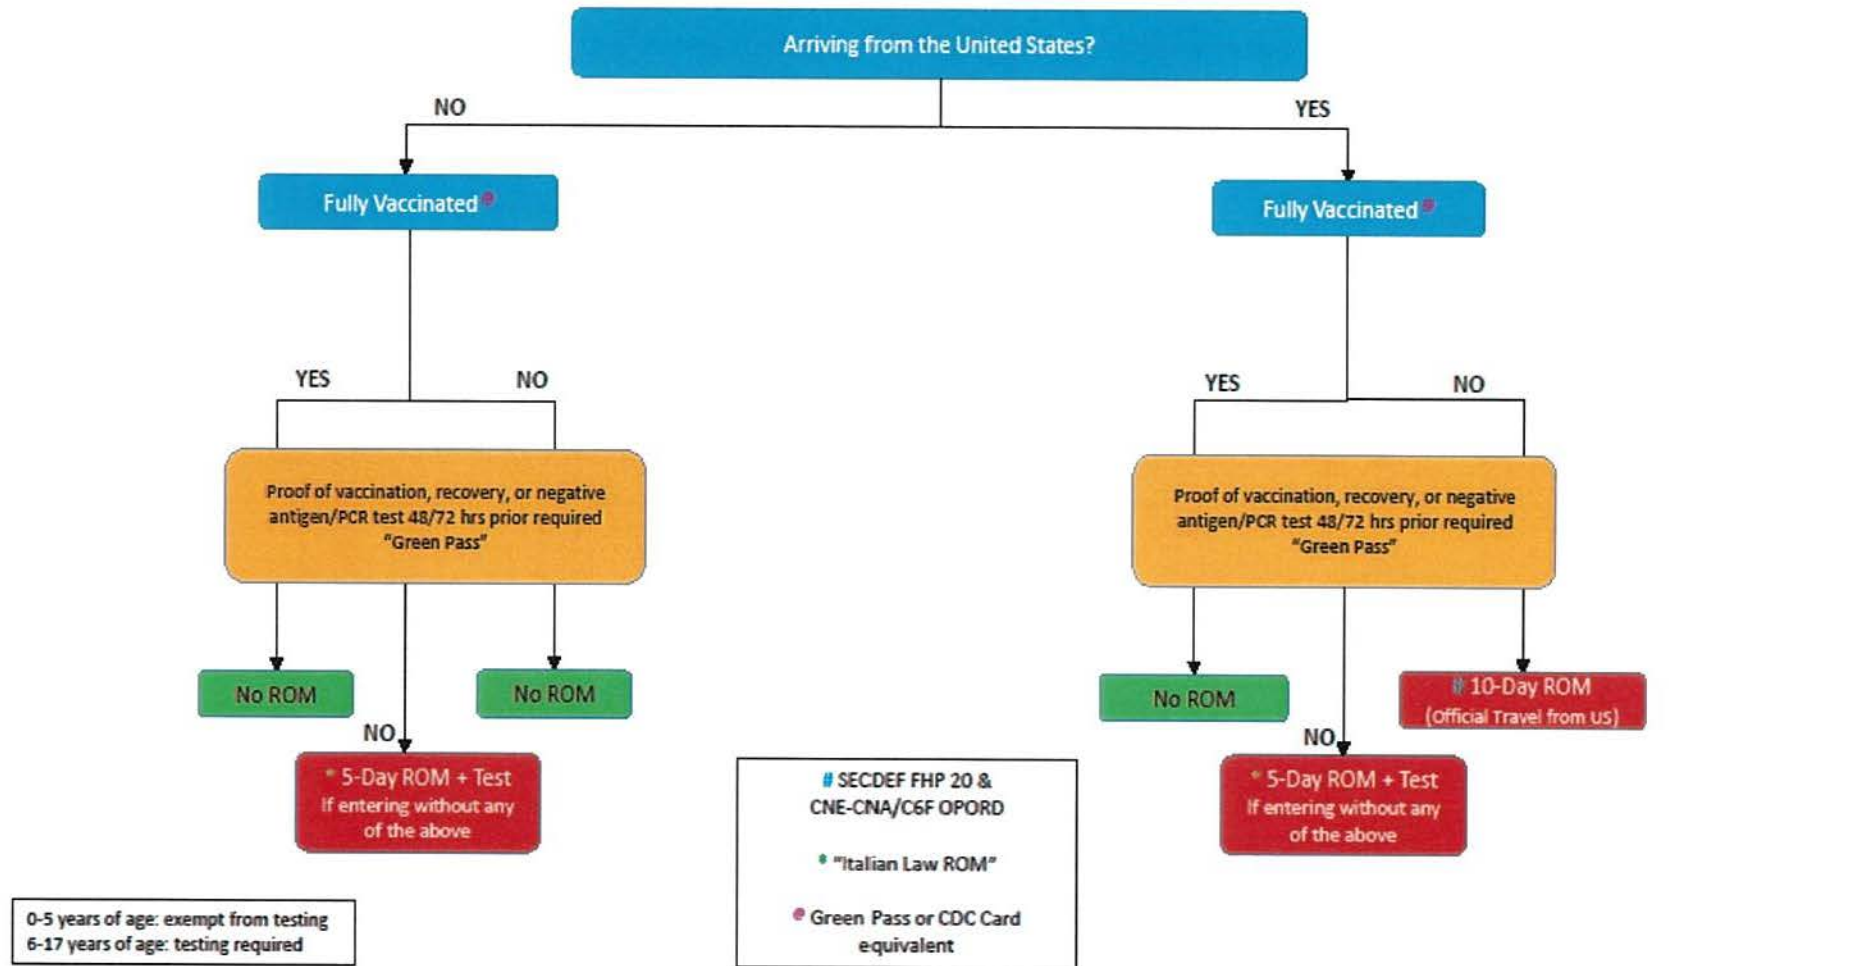 Arriving from the United States?
NO
YES
Fully Vaccinated @
Fully Vaccinated @
YES
NO
YES
NO
Proof of vaccination, recovery, or negative
antigen/PCR test 48/72 hrs prior required
“Green Pass”
Proof of vaccination, recovery, or negative
antigen/PCR test 48/72 hrs prior required
“Green Pass”
No ROM
No ROM
No ROM
# 10-Day ROM
(Official Travel from US)
NO
NO
* 5-Day ROM + Test
If entering without any
of the above
* 5-Day ROM + Test
If entering without any
of the above
# SECDEF FHP 20 &
CNE-CNA/C6F OPORD
* “Italian Law ROM”
@ Green Pass or CDC Card
equivalent
0-5 years of age: exempt from testing
6-17 years of age: testing required